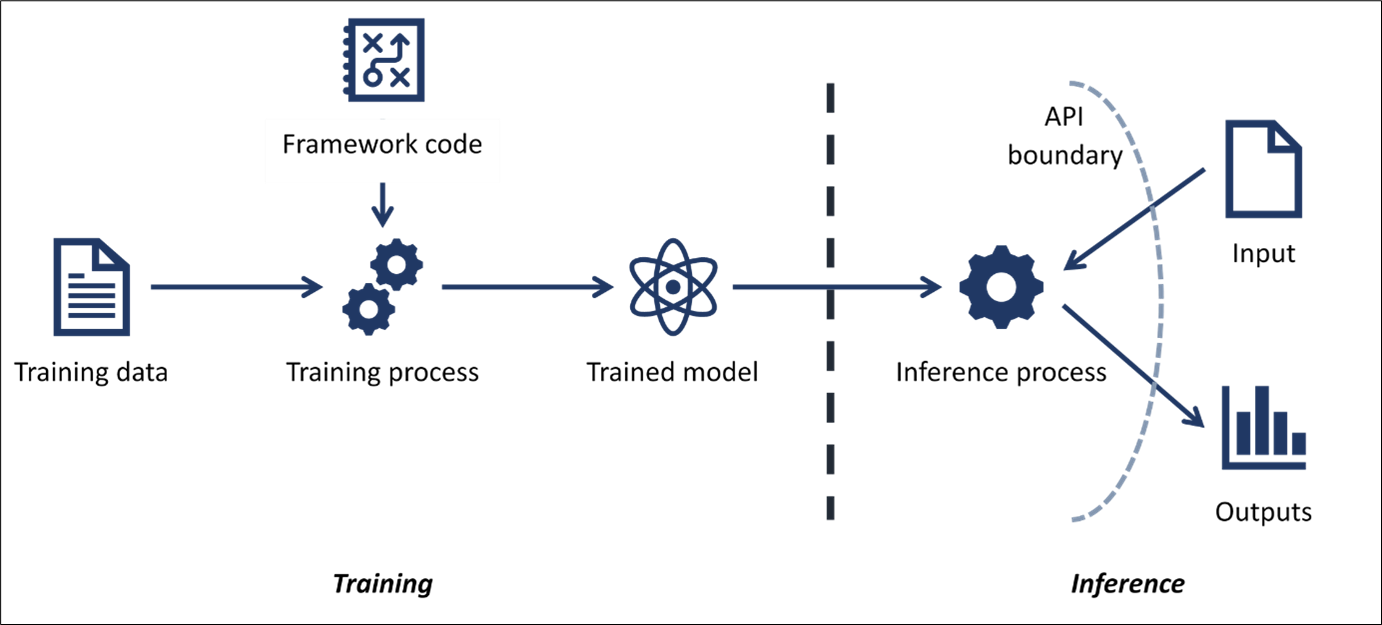 Framework code
API
boundary
Input
Training data
Training process
Trained model
Inference process
Outputs
Training
Inference